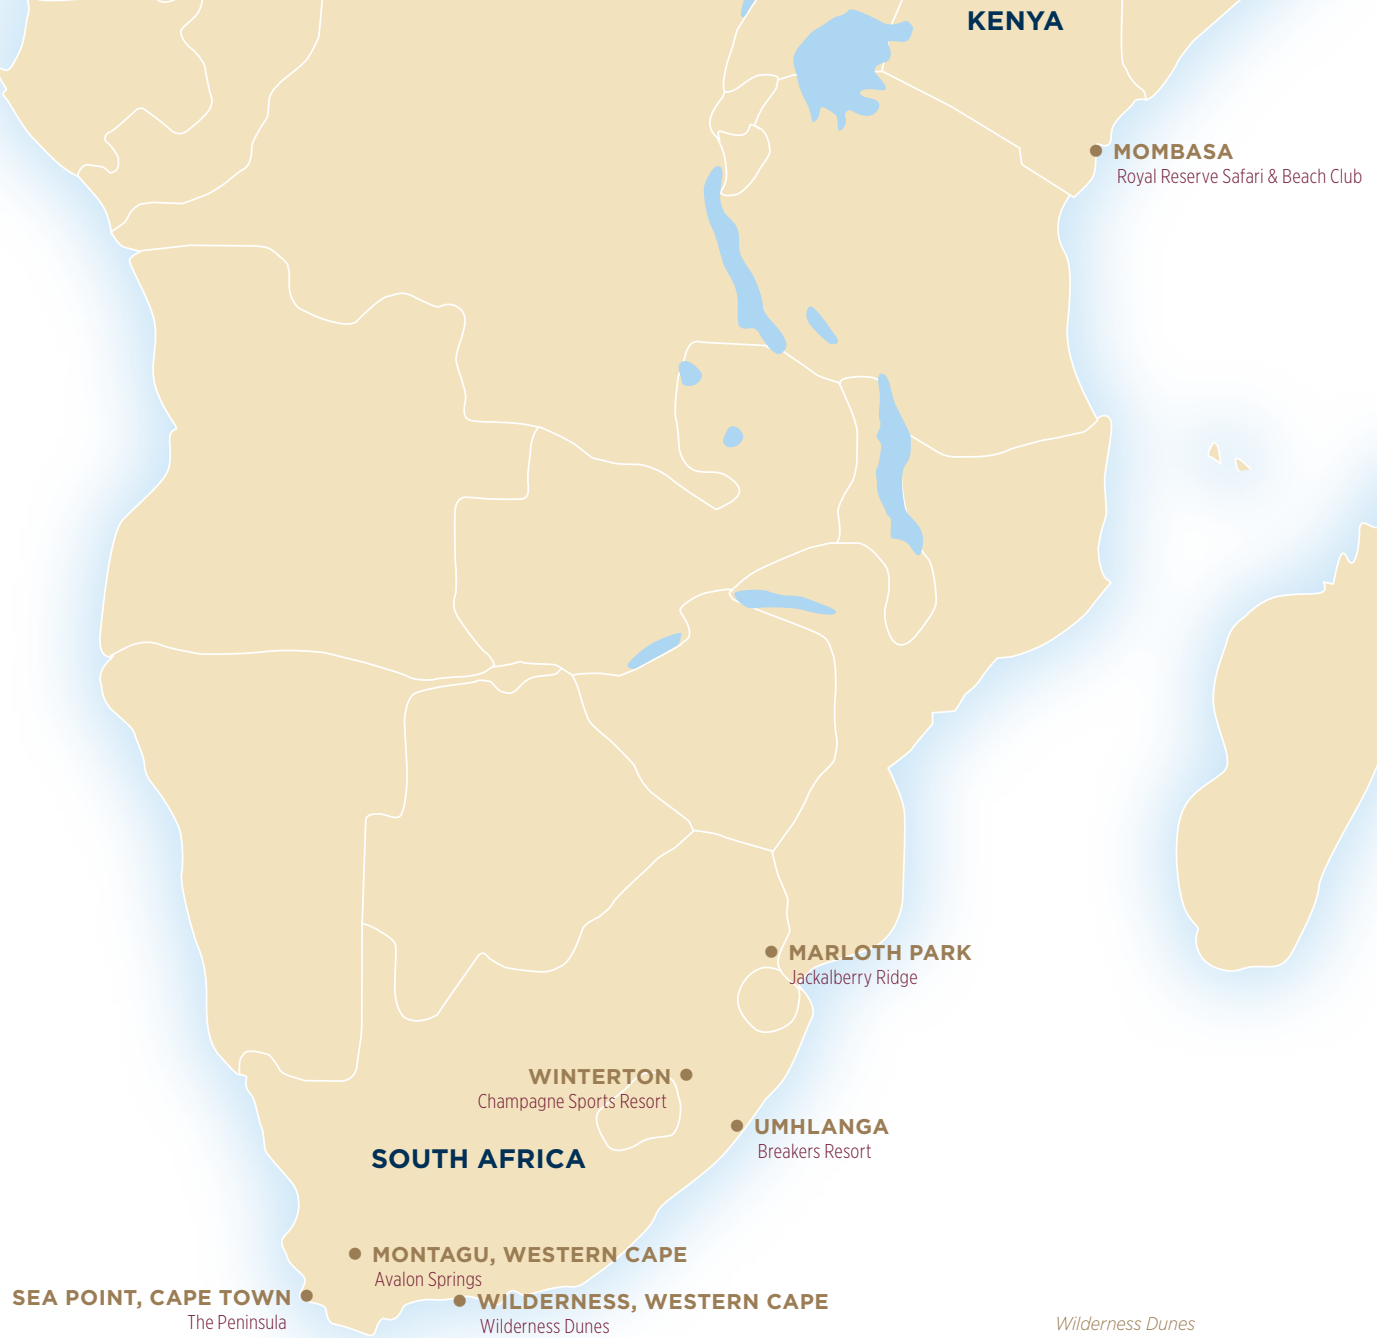 KENYA
MOMBASA
Royal Reserve Safari & Beach Club
MARLOTH PARK
Jackalberry Ridge
WINTERTON
Champagne Sports Resort
UMHLANGA
Breakers Resort
SOUTH AFRICA
MONTAGU, WESTERN CAPE
Avalon Springs
SEA POINT, CAPE TOWN
The Peninsula
WILDERNESS, WESTERN CAPE
Wilderness Dunes
Wilderness Dunes